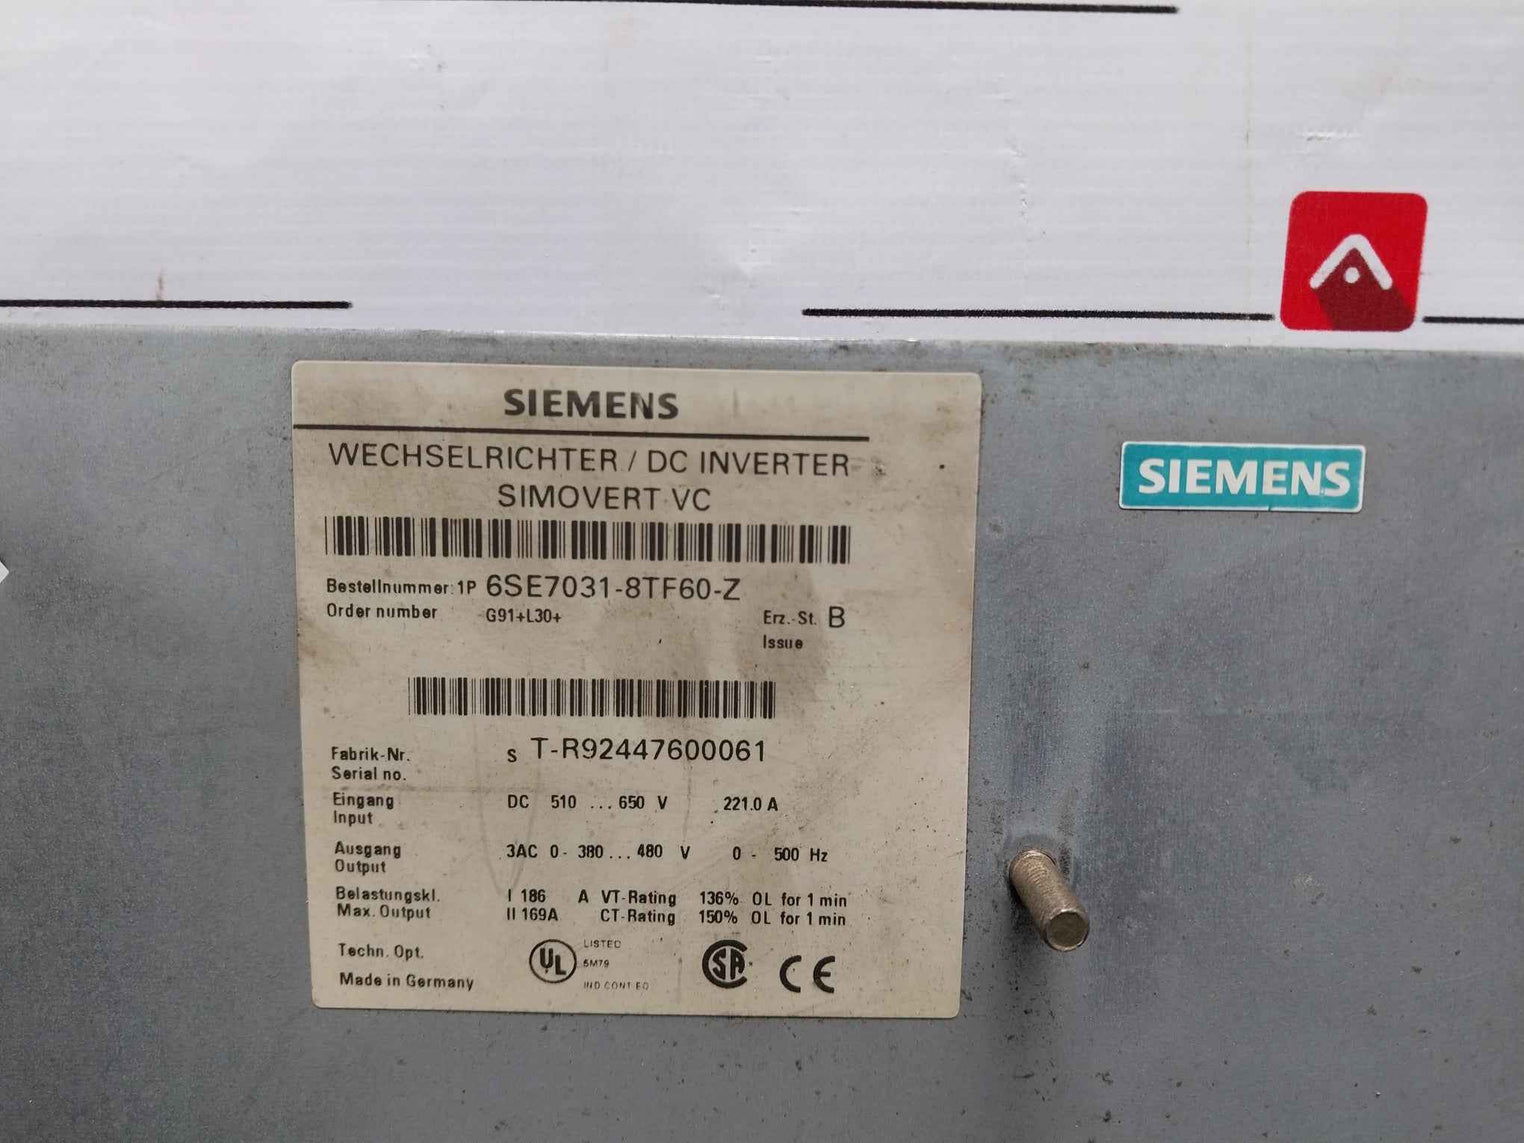 SIEMENS
WECHSELRICHTER / DC INVERTER
SIMOVERT VC
Bestellnummer: 1P 6SE7031-8TF60-Z
Order number G91+L30+
Erz.-St. B
Issue
Fabrik-Nr. S T-R92447600061
Serial no.
Eingang DC 510 ... 650 V 221.0 A
Input
Ausgang 3AC 0 - 380 ... 480 V 0 - 500 Hz
Output
Belastungskl. I 186 A VT-Rating 136% OL for 1 min
Max. Output II 169A CT-Rating 150% OL for 1 min
Techn. Opt.
Made in Germany
UL LISTED
5M79
IND CONT EQ
SA CE
SIEMENS